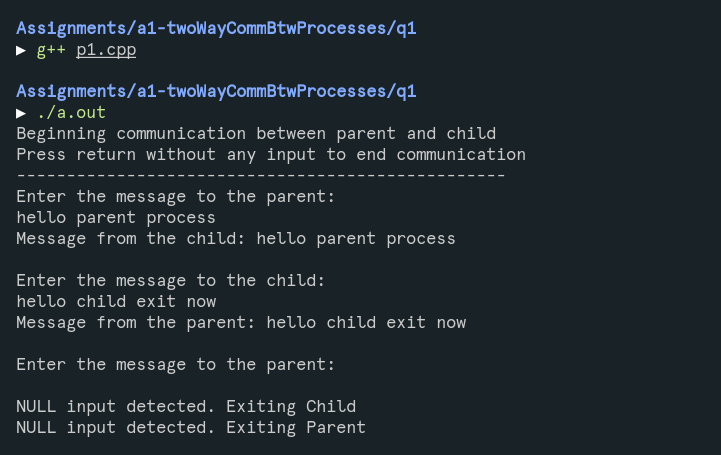 Assignments/a1-twoWayCommBtwProcesses/q1
▶ g++ p1.cpp
Assignments/a1-twoWayCommBtwProcesses/q1
▶ ./a.out
Beginning communication between parent and child
Press return without any input to end communication
-------------------------------------------------
Enter the message to the parent:
hello parent process
Message from the child: hello parent process
Enter the message to the child:
hello child exit now
Message from the parent: hello child exit now
Enter the message to the parent:
NULL input detected. Exiting Child
NULL input detected. Exiting Parent